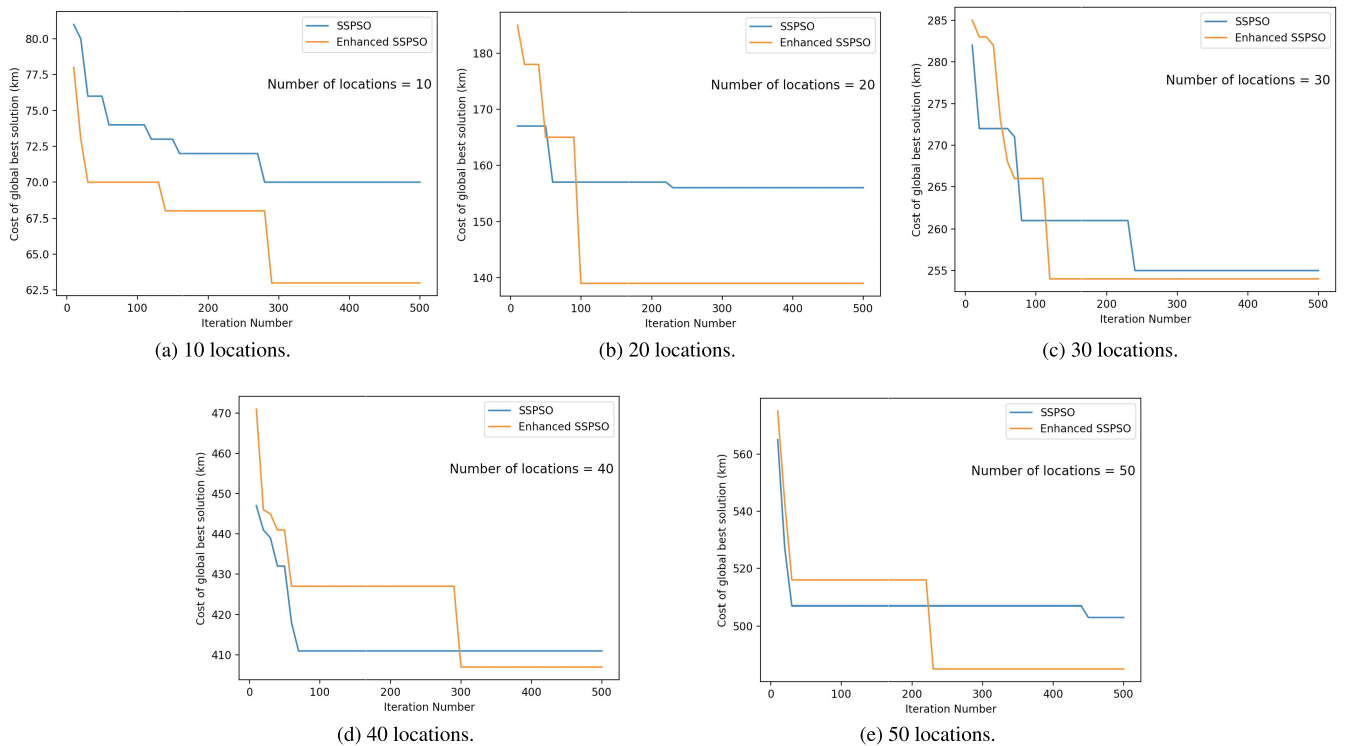 SSPSO
Enhanced SSPSO
Number of locations = 10
Cost of global best solution (km)
80.0
77.5
75.0
72.5
70.0
67.5
65.0
62.5
0
100
200
300
400
500
Iteration Number
(a) 10 locations.
SSPSO
Enhanced SSPSO
Number of locations = 20
Cost of global best solution (km)
180
170
160
150
140
0
100
200
300
400
500
Iteration Number
(b) 20 locations.
SSPSO
Enhanced SSPSO
Number of locations = 30
Cost of global best solution (km)
285
280
275
270
265
260
255
0
100
200
300
400
500
Iteration Number
(c) 30 locations.
SSPSO
Enhanced SSPSO
Number of locations = 40
Cost of global best solution (km)
470
460
450
440
430
420
410
0
100
200
300
400
500
Iteration Number
(d) 40 locations.
SSPSO
Enhanced SSPSO
Number of locations = 50
Cost of global best solution (km)
560
540
520
500
0
100
200
300
400
500
Iteration Number
(e) 50 locations.